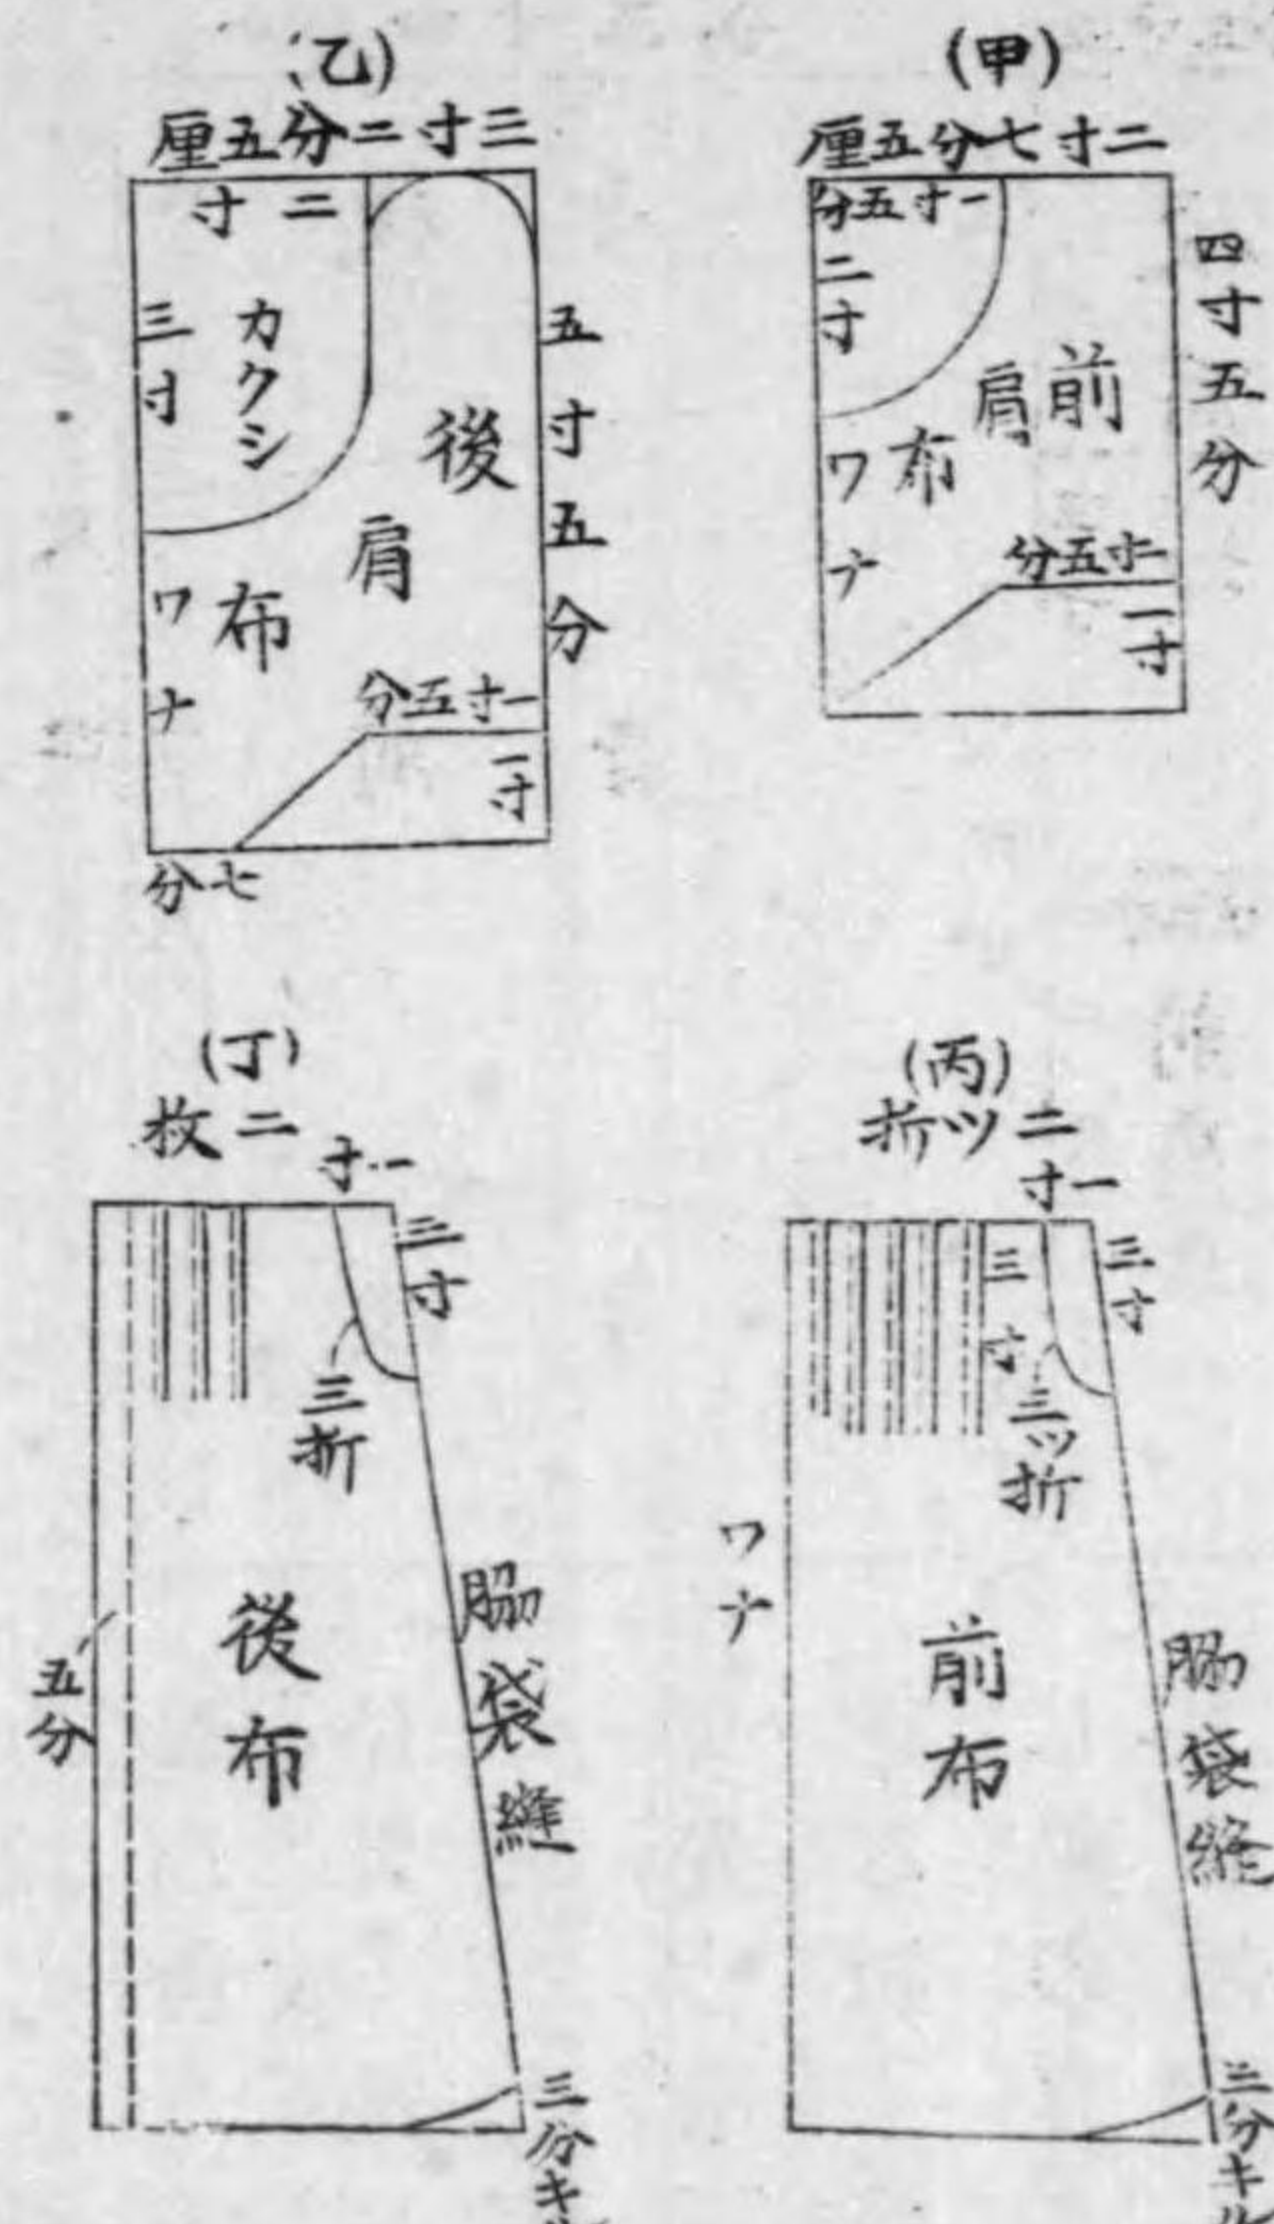 (甲)
二寸七分五厘
一寸五分
二寸
四寸五分
前肩布
ワナ
一寸
(乙)
三寸二分五厘
二寸
三寸
カクシ
五寸五分
後肩布
ワナ
一寸五分
一寸
七分
(丙)
二ツ折
一寸
三寸
三寸
三ツ折
ワナ
前布
脇袋縫
三分キル
(丁)
二枚
一寸
三寸
三折
五分
後布
脇袋縫
三分キル